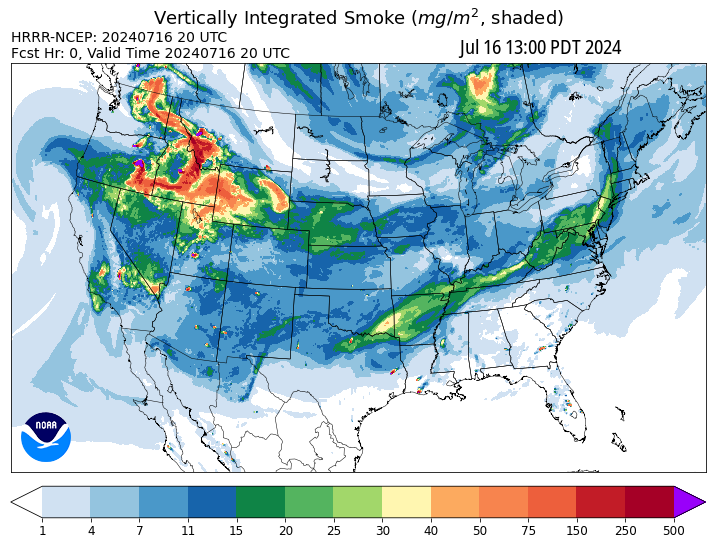 Vertically Integrated Smoke (mg/m², shaded)
HRRR-NCEP: 20240716 20 UTC
Fcst Hr: 0, Valid Time 20240716 20 UTC
Jul 16 13:00 PDT 2024
NOAA
1 4 7 11 15 20 25 30 40 50 75 150 250 500